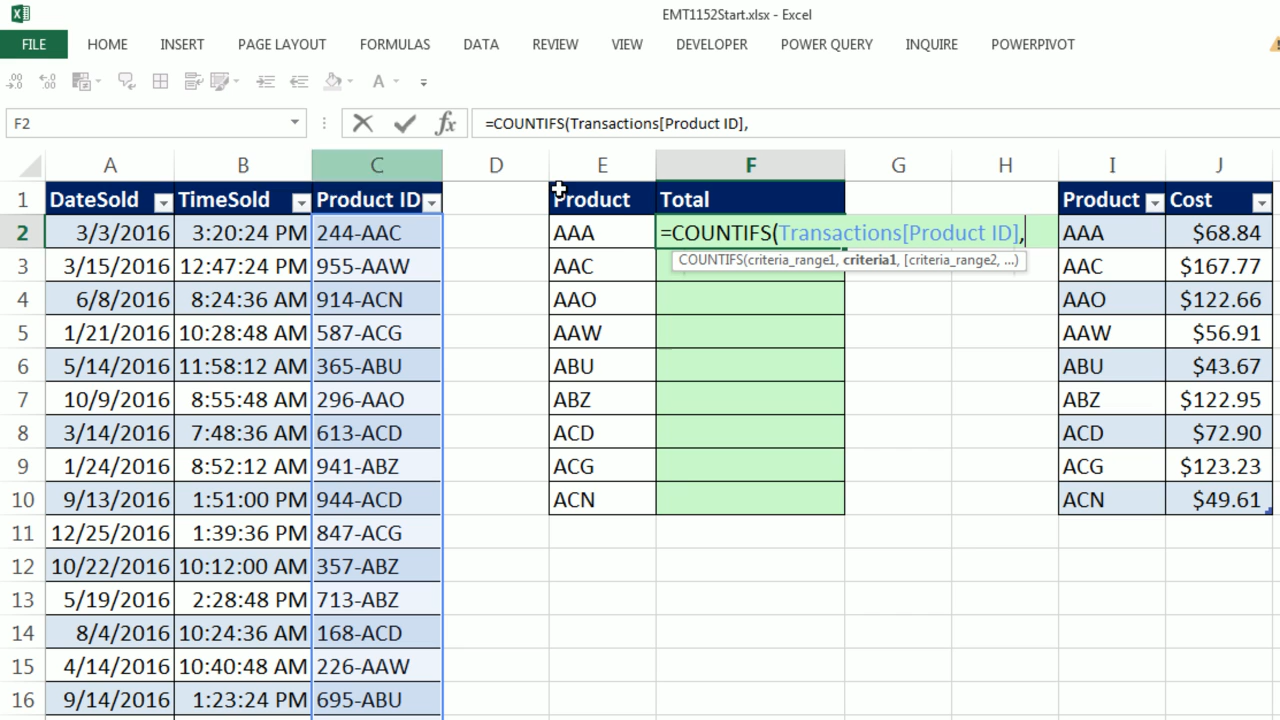 EMT1152Start.xlsx - Excel
FILE HOME INSERT PAGE LAYOUT FORMULAS DATA REVIEW VIEW DEVELOPER POWER QUERY INQUIRE POWERPIVOT
F2 fx =COUNTIFS(Transactions[Product ID],
A B C D E F G H I J
1 DateSold TimeSold Product ID Product Total Product Cost
2 3/3/2016 3:20:24 PM 244-AAC AAA =COUNTIFS(Transactions[Product ID], AAA $68.84
COUNTIFS(criteria_range1, criteria1, [criteria_range2, ...)
3 3/15/2016 12:47:24 PM 955-AAW AAC AAC $167.77
4 6/8/2016 8:24:36 AM 914-ACN AAO AAO $122.66
5 1/21/2016 10:28:48 AM 587-ACG AAW AAW $56.91
6 5/14/2016 11:58:12 AM 365-ABU ABU ABU $43.67
7 10/9/2016 8:55:48 AM 296-AAO ABZ ABZ $122.95
8 3/14/2016 7:48:36 AM 613-ACD ACD ACD $72.90
9 1/24/2016 8:52:12 AM 941-ABZ ACG ACG $123.23
10 9/13/2016 1:51:00 PM 944-ACD ACN ACN $49.61
11 12/25/2016 1:39:36 PM 847-ACG
12 10/22/2016 10:12:00 AM 357-ABZ
13 5/19/2016 2:28:48 PM 713-ABZ
14 8/4/2016 10:24:36 AM 168-ACD
15 4/14/2016 10:40:48 AM 226-AAW
16 9/14/2016 1:23:24 PM 695-ABU